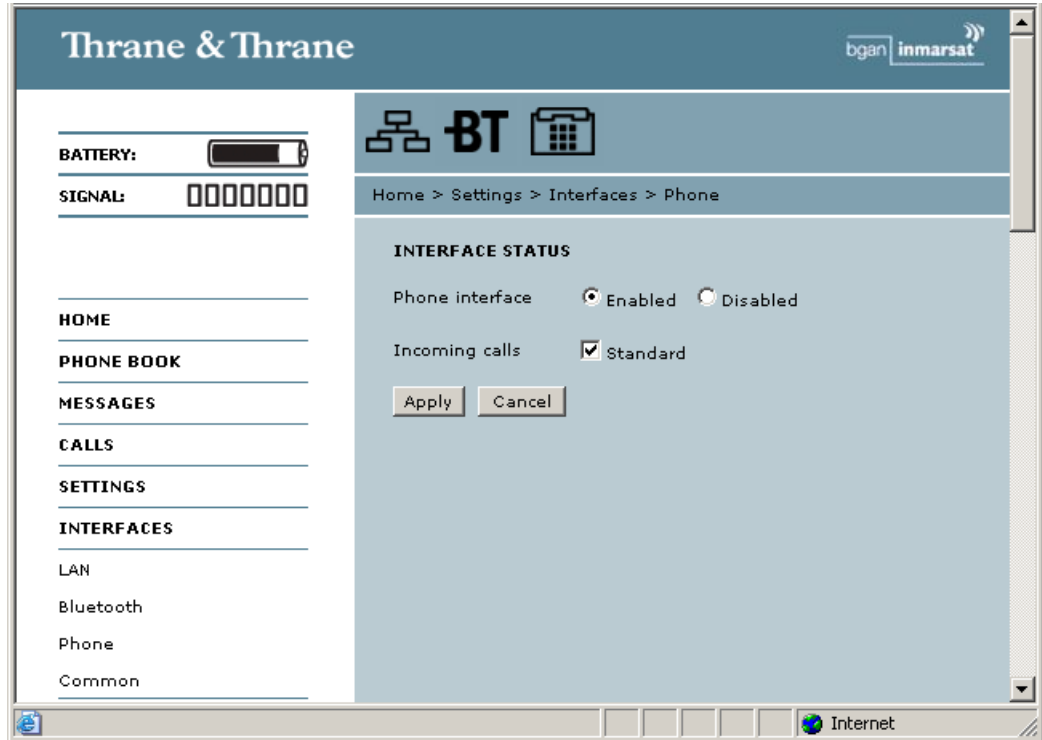 Thrane & Thrane
bgan inmarsat
BATTERY:
SIGNAL:
BT
Home > Settings > Interfaces > Phone
INTERFACE STATUS
Phone interface Enabled Disabled
Incoming calls Standard
Apply Cancel
HOME
PHONE BOOK
MESSAGES
CALLS
SETTINGS
INTERFACES
LAN
Bluetooth
Phone
Common
Internet